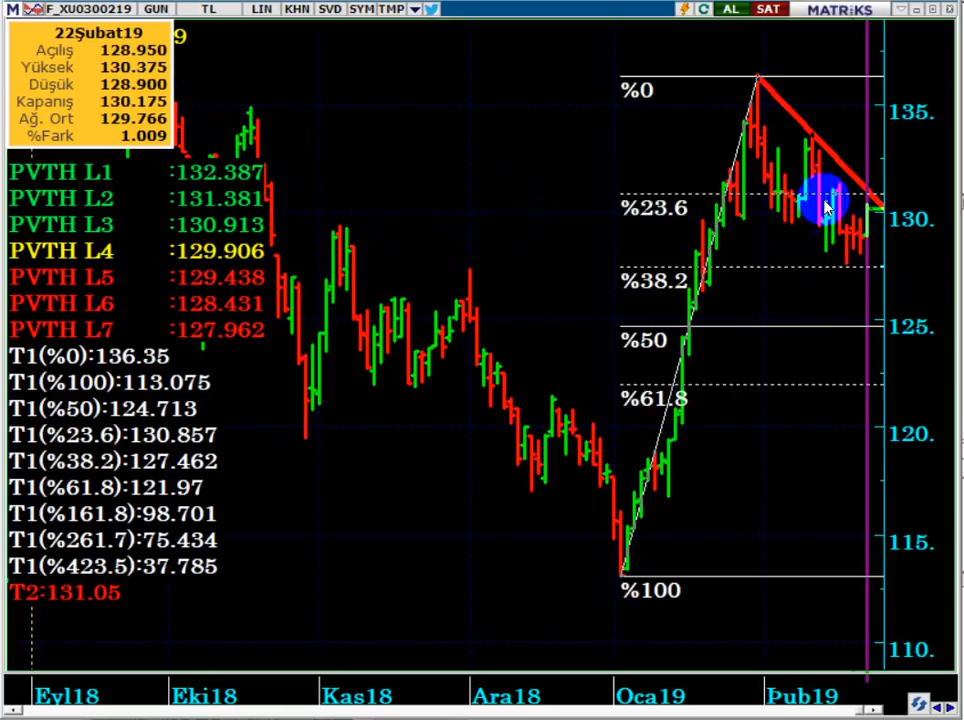 F_XU0300219 GUN TL LIN KHN SVD SYM TMP AL SAT MATRiKS
22Şubat19
9
Açılış 128.950
Yüksek 130.375
Düşük 128.900
Kapanış 130.175
Ağ. Ort 129.766
%Fark 1.009
PVTH L1 :132.387
PVTH L2 :131.381
PVTH L3 :130.913
PVTH L4 :129.906
PVTH L5 :129.438
PVTH L6 :128.431
PVTH L7 :127.962
T1(%0):136.35
T1(%100):113.075
T1(%50):124.713
T1(%23.6):130.857
T1(%38.2):127.462
T1(%61.8):121.97
T1(%161.8):98.701
T1(%261.7):75.434
T1(%423.5):37.785
T2:131.05
%0
%23.6
%38.2
%50
%61.8
%100
135.
130.
125.
120.
115.
110.
Eyl18 Eki18 Kas18 Ara18 Oca19 Þub19